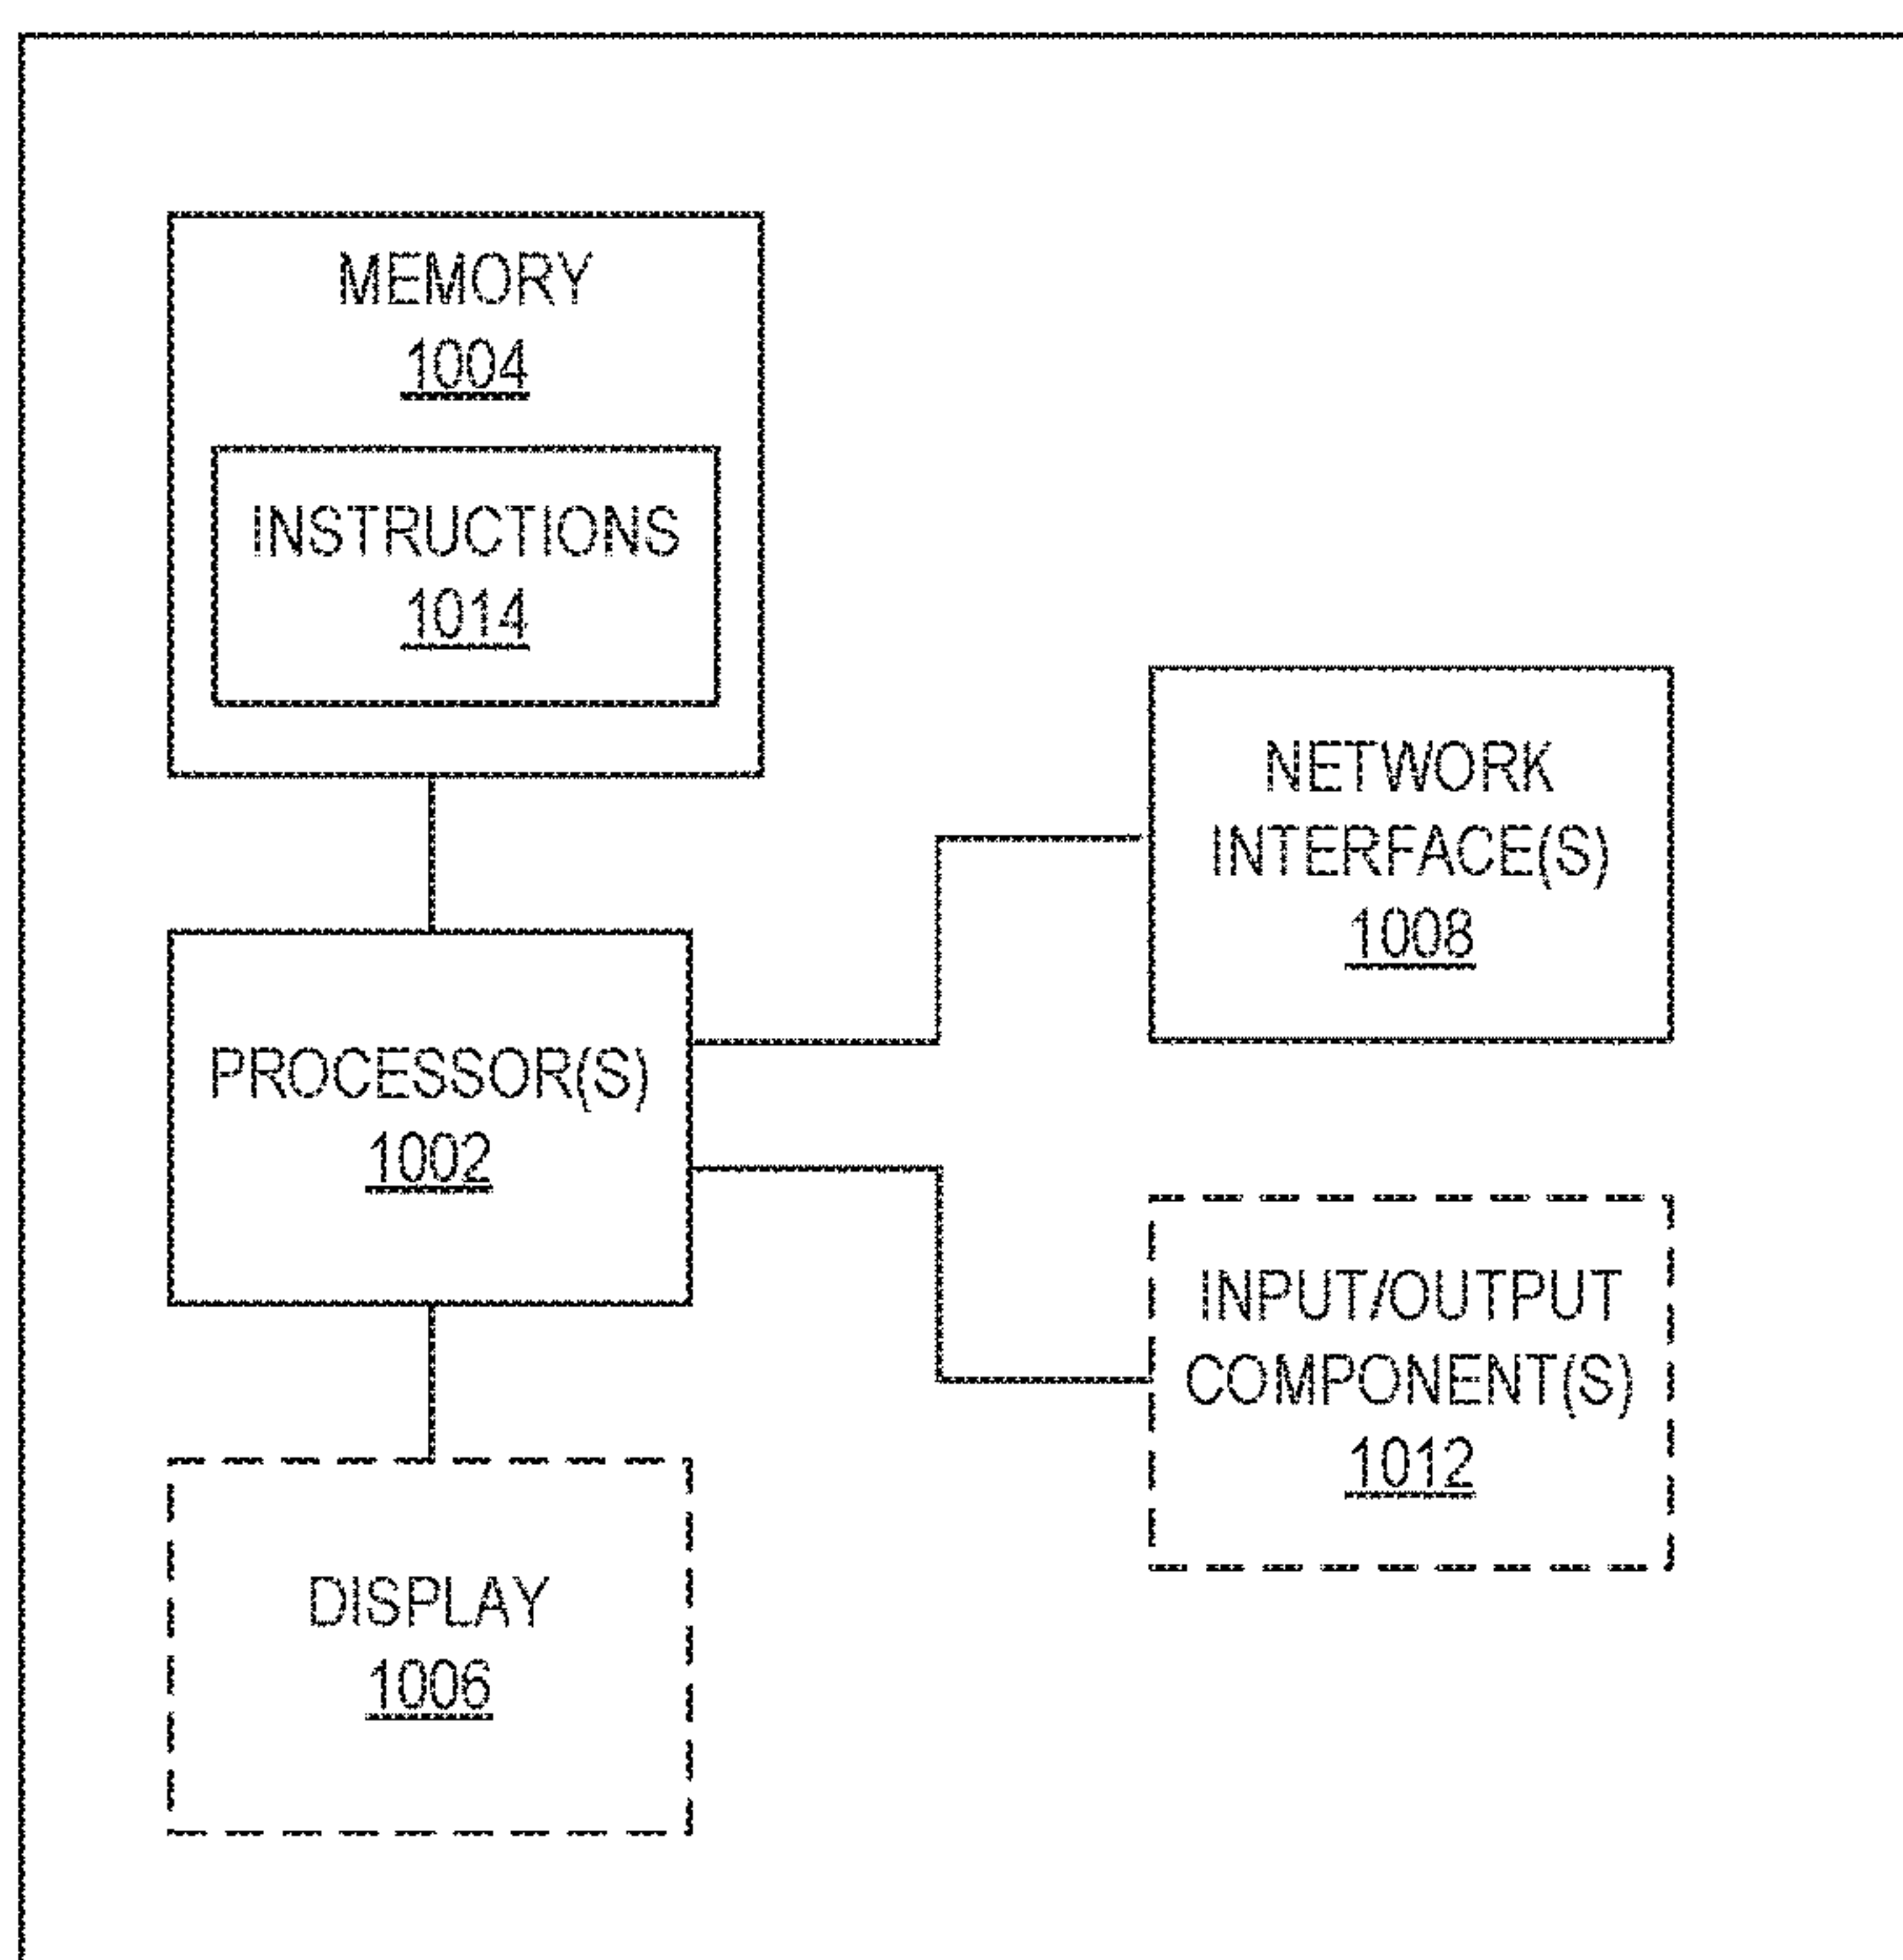 MEMORY
1004
INSTRUCTIONS
1014
PROCESSOR(S)
1002
DISPLAY
1006
NETWORK
INTERFACE(S)
1008
INPUT/OUTPUT
COMPONENT(S)
1012